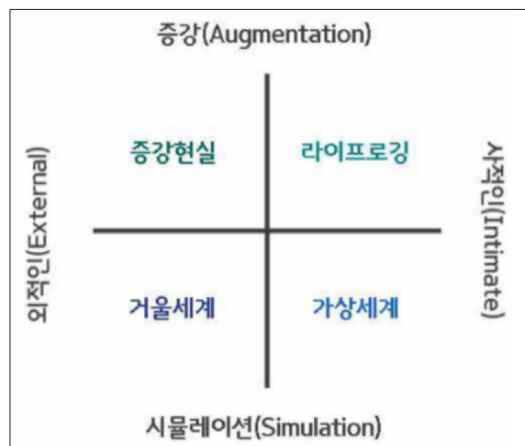 증강(Augmentation)
외적인(External)
증강현실
라이프로깅
사적인(Intimate)
거울세계
가상세계
시뮬레이션(Simulation)